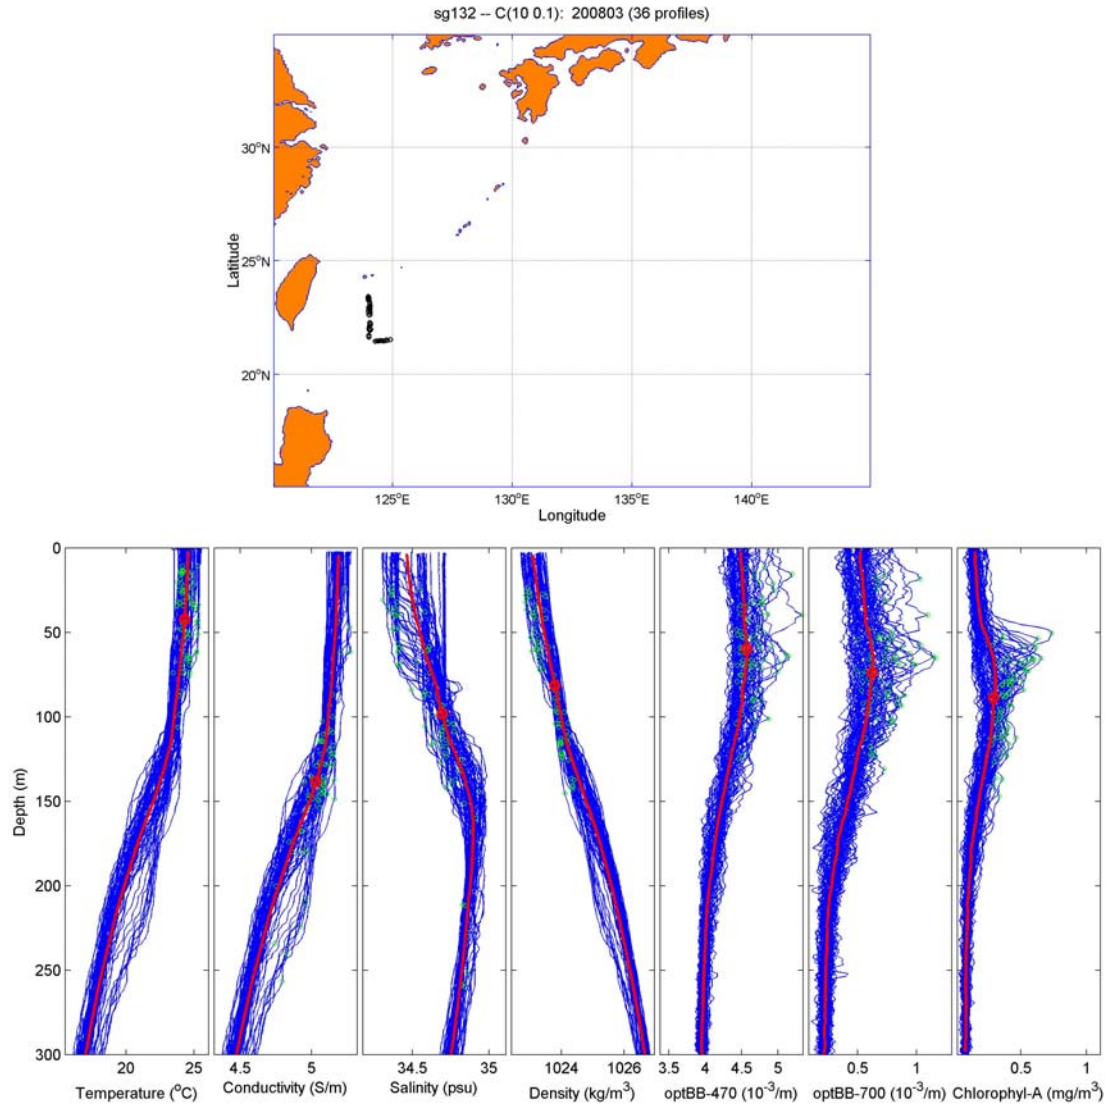 sg132 -- C(10 0.1): 200803 (36 profiles)
30°N
25°N
20°N
Latitude
125°E 130°E 135°E 140°E
Longitude
0
50
100
150
200
250
300
Depth (m)
20 25 4.5 5 34.5 35 1024 1026 3.5 4 4.5 5 0.5 1 0.5 1
Temperature (°C) Conductivity (S/m) Salinity (psu) Density (kg/m³) optBB-470 (10⁻³/m) optBB-700 (10⁻³/m) Chlorophyl-A (mg/m³)